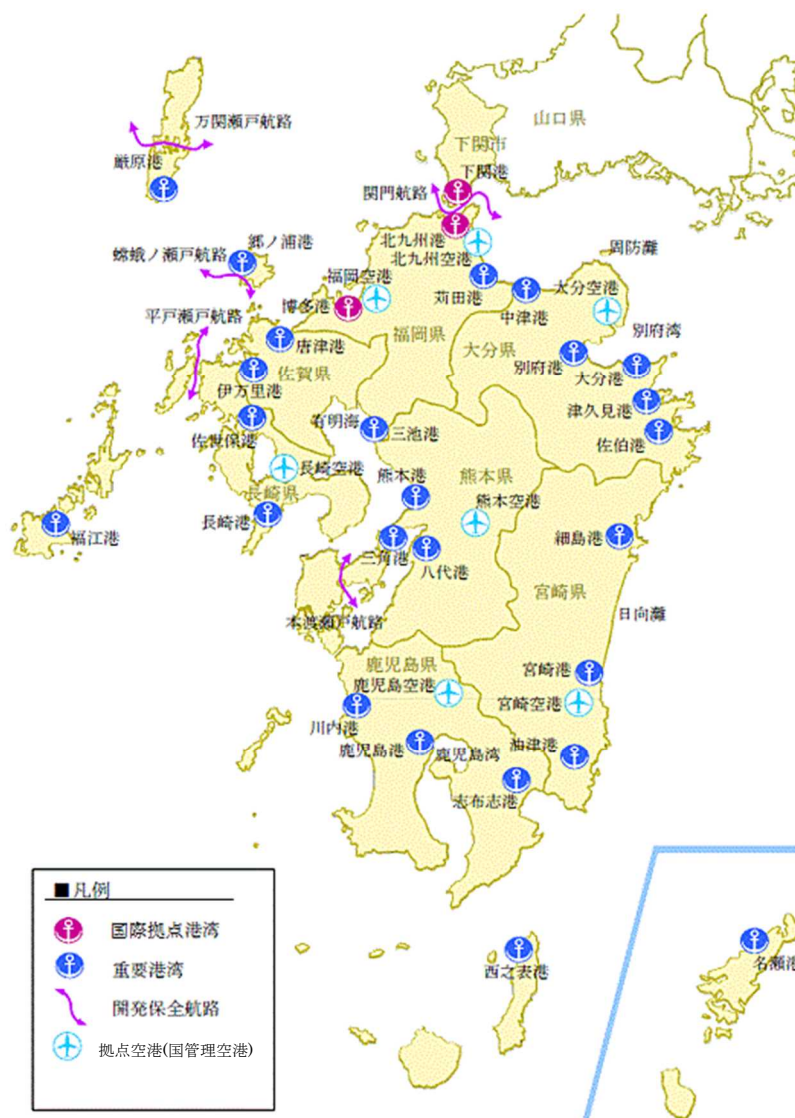 山口県
万関瀬戸航路
下関市
厳原港
下関港
関門航路
郷ノ浦港
北九州港
周防灘
蟐蛾ノ瀬戸航路
北九州空港
福岡空港
大分空港
苅田港
博多港
中津港
平戸瀬戸航路
福岡県
別府湾
唐津港
大分県
佐賀県
別府港
大分港
伊万里港
津久見港
有明海
三池港
佐世保港
佐伯港
長崎空港
熊本港
熊本県
長崎県
熊本空港
長崎港
福江港
細島港
三角港
八代港
宮崎県
日向灘
本渡瀬戸航路
鹿児島県
宮崎港
鹿児島空港
宮崎空港
川内港
鹿児島港
鹿児島湾
油津港
志布志港
■凡例
国際拠点港湾
西之表港
名瀬港
重要港湾
開発保全航路
拠点空港(国管理空港)